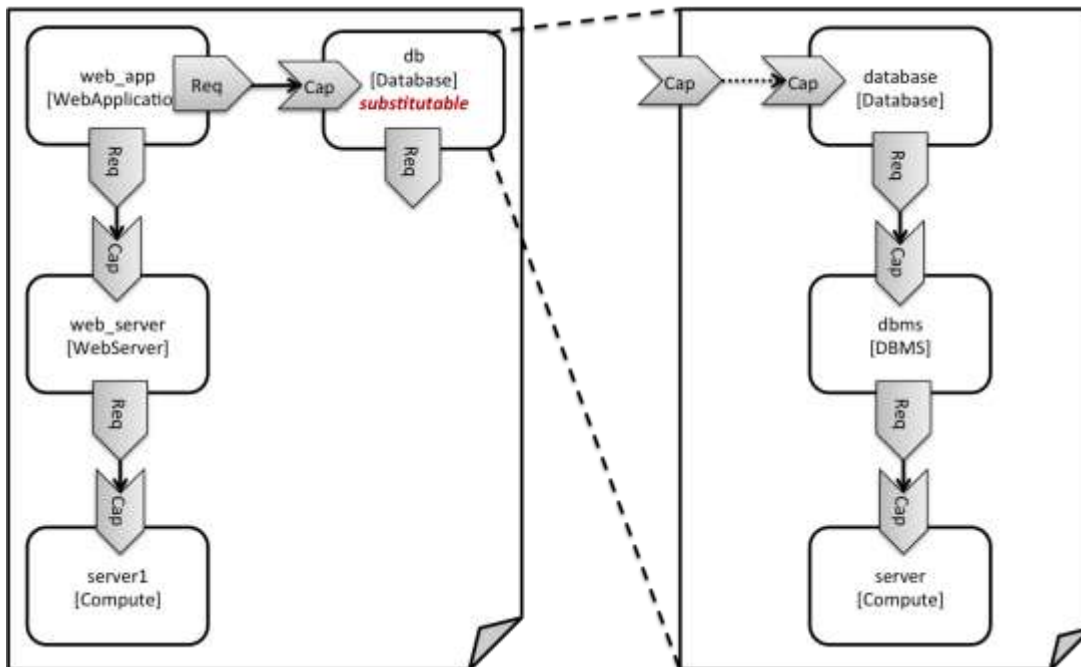 web_app
[WebApplicatio
Req
Cap
db
[Database]
substitutable
Req
Req
Cap
web_server
[WebServer]
Req
Cap
server1
[Compute]
Cap
Cap
database
[Database]
Req
Cap
dbms
[DBMS]
Req
Cap
server
[Compute]